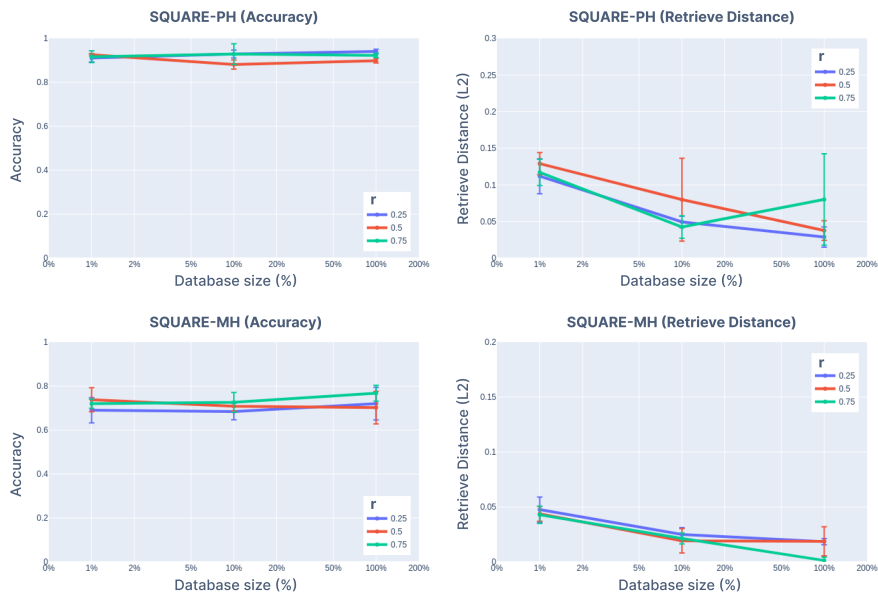 SQUARE-PH (Accuracy)
1
0.8
0.6
0.4
0.2
0
Accuracy
r
0.25
0.5
0.75
0% 1% 2% 5% 10% 20% 50% 100% 200%
Database size (%)
SQUARE-PH (Retrieve Distance)
0.3
0.25
0.2
0.15
0.1
0.05
0
Retrieve Distance (L2)
r
0.25
0.5
0.75
0% 1% 2% 5% 10% 20% 50% 100% 200%
Database size (%)
SQUARE-MH (Accuracy)
1
0.8
0.6
0.4
0.2
0
Accuracy
r
0.25
0.5
0.75
0% 1% 2% 5% 10% 20% 50% 100% 200%
Database size (%)
SQUARE-MH (Retrieve Distance)
0.2
0.15
0.1
0.05
0
Retrieve Distance (L2)
r
0.25
0.5
0.75
0% 1% 2% 5% 10% 20% 50% 100% 200%
Database size (%)